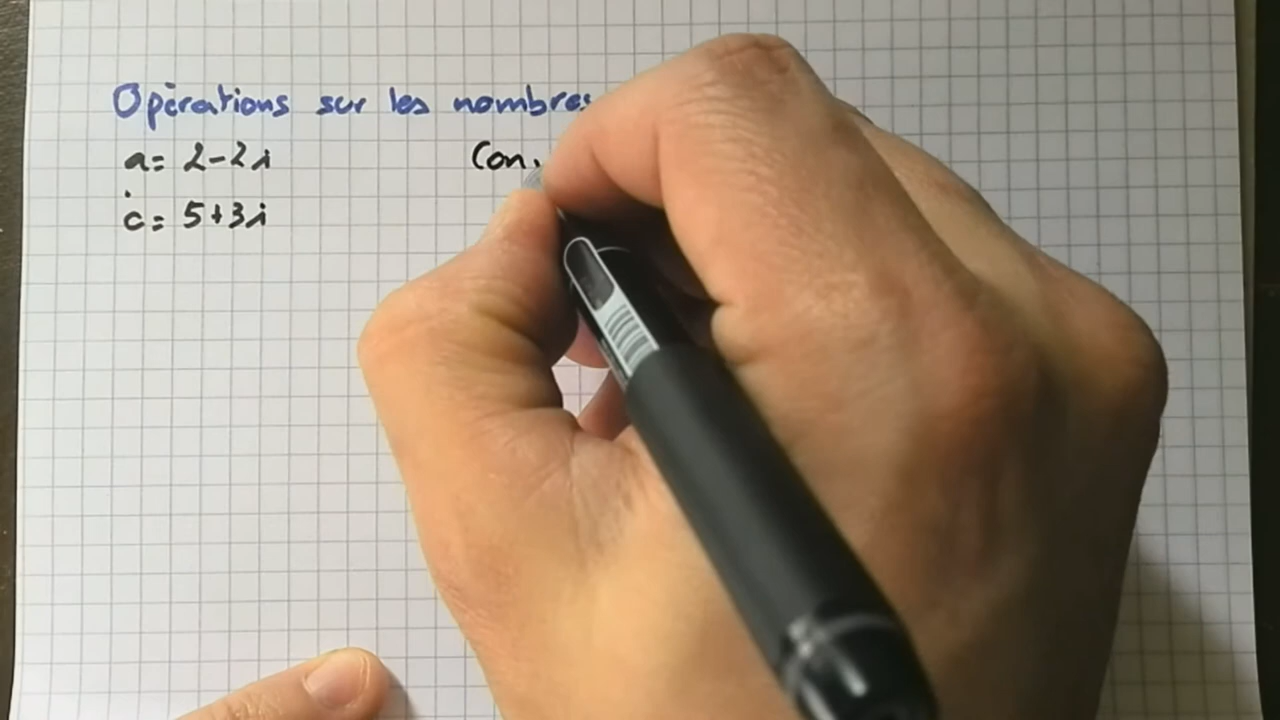 Opérations sur les nombres
a = 2-2i
c = 5+3i